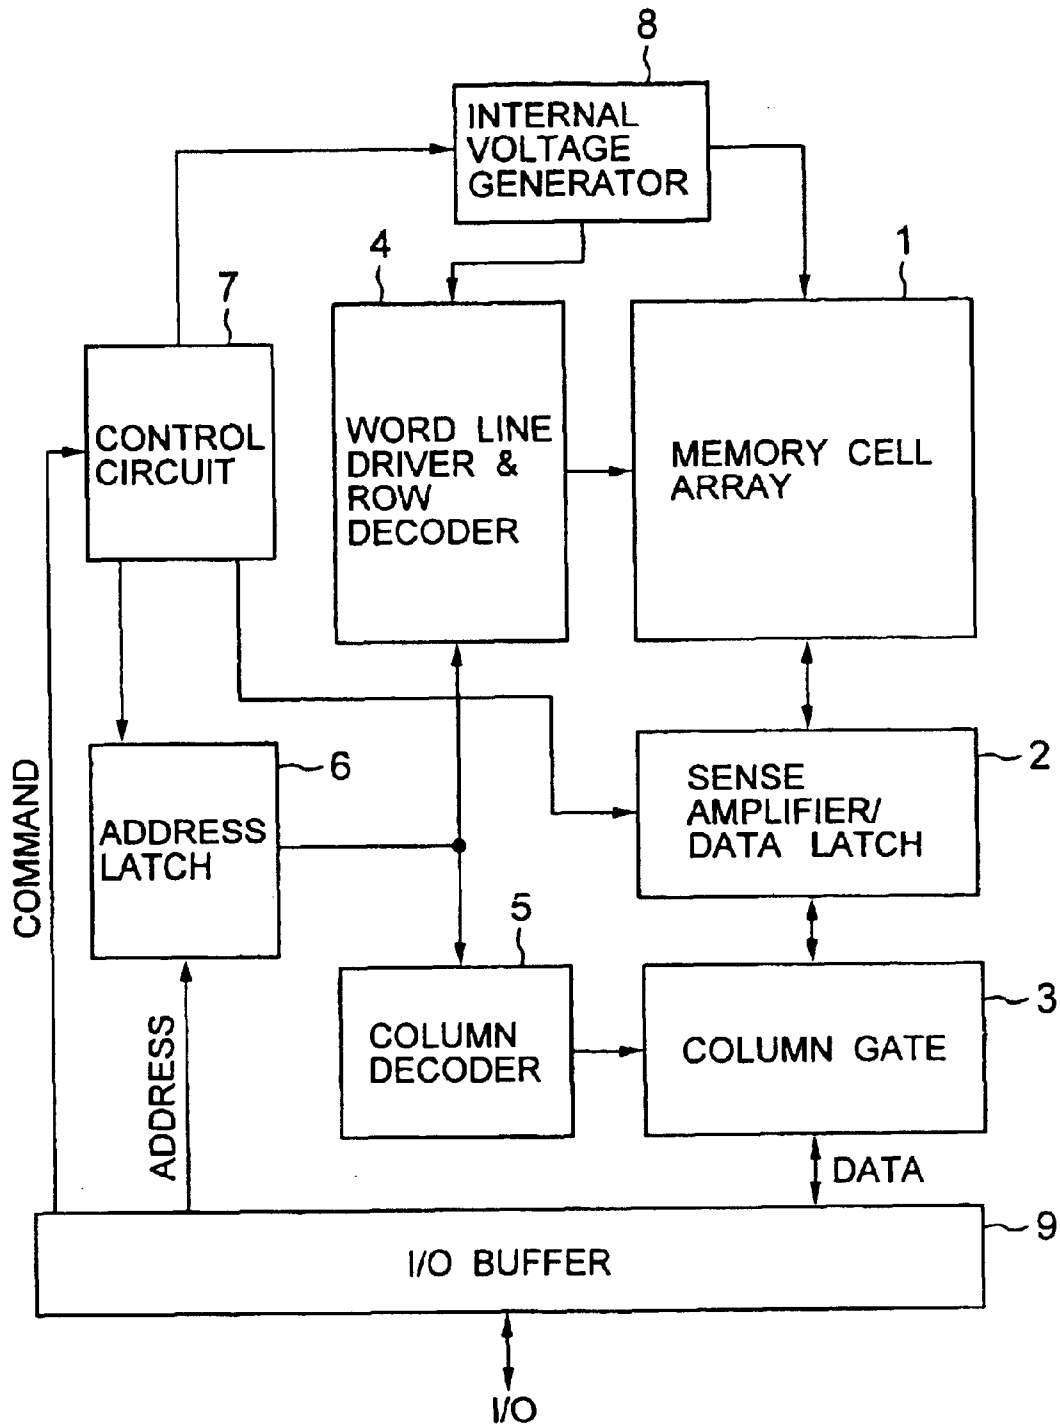 8
INTERNAL
VOLTAGE
GENERATOR
4
1
7
CONTROL
CIRCUIT
WORD LINE
DRIVER &
ROW
DECODER
MEMORY CELL
ARRAY
COMMAND
6
ADDRESS
LATCH
2
SENSE
AMPLIFIER/
DATA LATCH
5
COLUMN
DECODER
3
COLUMN GATE
ADDRESS
DATA
9
I/O BUFFER
I/O